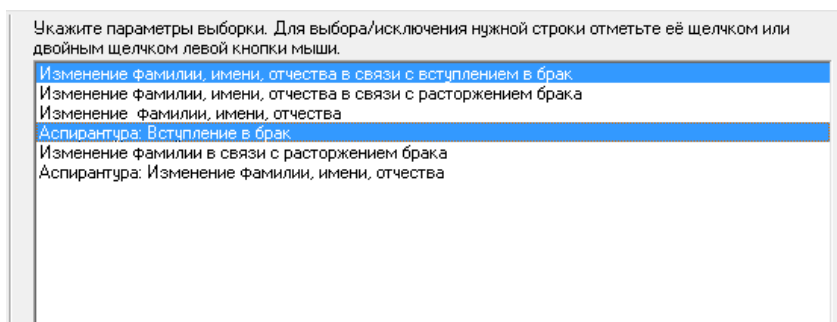 Укажите параметры выборки. Для выбора/исключения нужной строки отметьте её щелчком или
двойным щелчком левой кнопки мыши.
Изменение фамилии, имени, отчества в связи с вступлением в брак
Изменение фамилии, имени, отчества в связи с расторжением брака
Изменение  фамилии, имени, отчества
Аспирантура: Вступление в брак
Изменение фамилии в связи с расторжением брака
Аспирантура: Изменение фамилии, имени, отчества